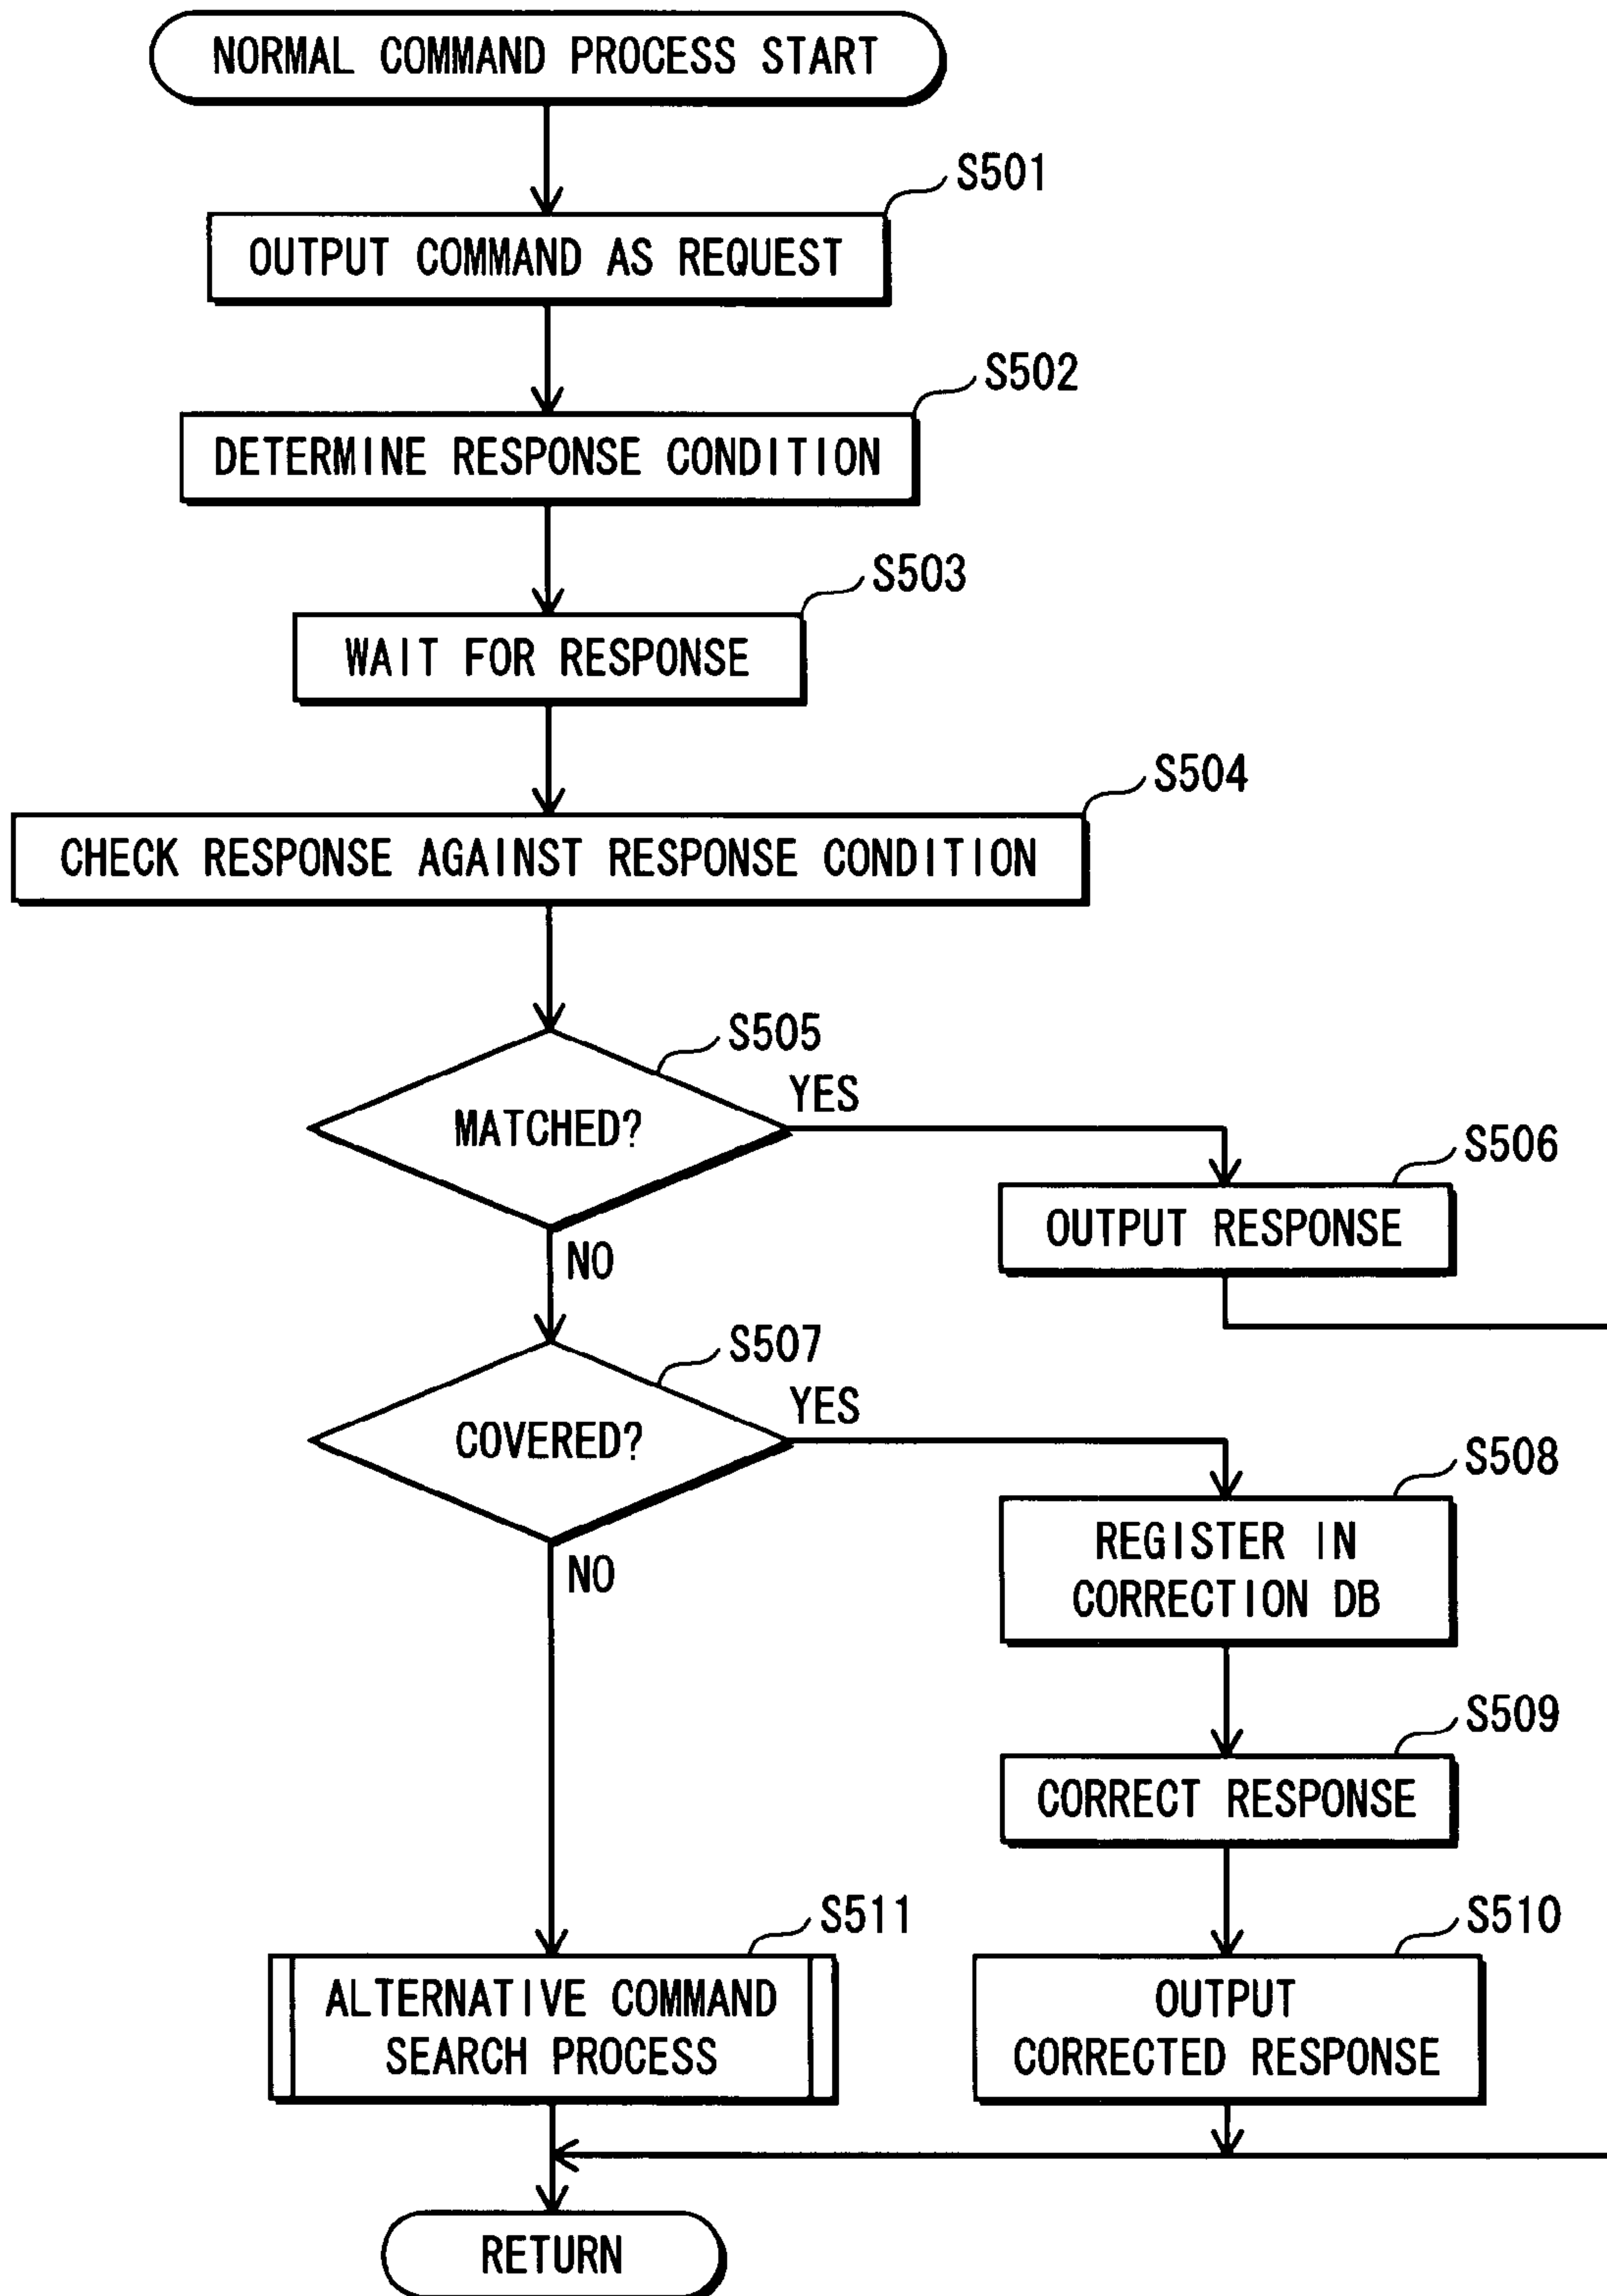 NORMAL COMMAND PROCESS START
S501
OUTPUT COMMAND AS REQUEST
S502
DETERMINE RESPONSE CONDITION
S503
WAIT FOR RESPONSE
S504
CHECK RESPONSE AGAINST RESPONSE CONDITION
S505
MATCHED?
YES
NO
S506
OUTPUT RESPONSE
S507
COVERED?
YES
NO
S508
REGISTER IN
CORRECTION DB
S509
CORRECT RESPONSE
S510
OUTPUT
CORRECTED RESPONSE
S511
ALTERNATIVE COMMAND
SEARCH PROCESS
RETURN